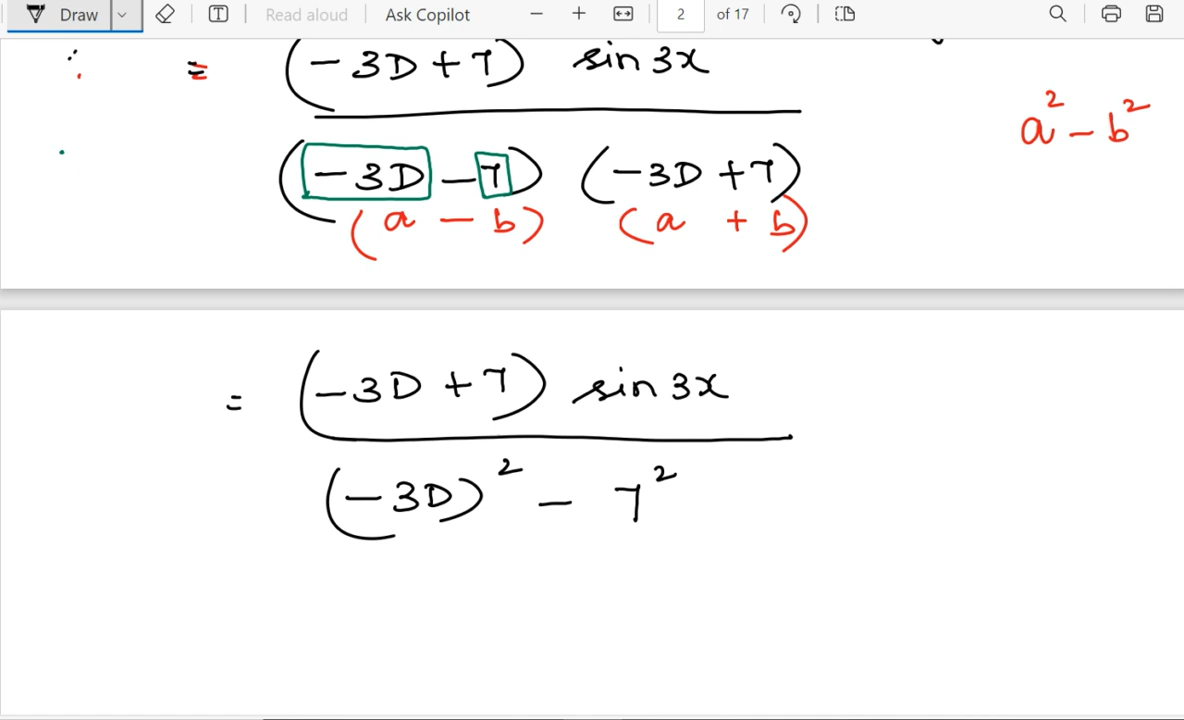 Draw Read aloud Ask Copilot 2 of 17
∴ = (-3D+7) sin 3x
a² - b²
(-3D-7) (-3D+7)
(a - b) (a + b)
= (-3D+7) sin 3x
(-3D)² - 7²